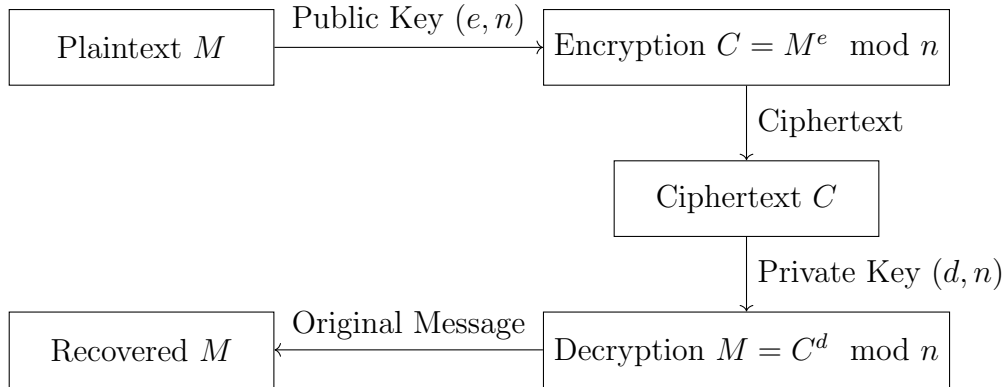 Plaintext M
Public Key (e, n)
Encryption C = M^e mod n
Ciphertext
Ciphertext C
Private Key (d, n)
Decryption M = C^d mod n
Original Message
Recovered M